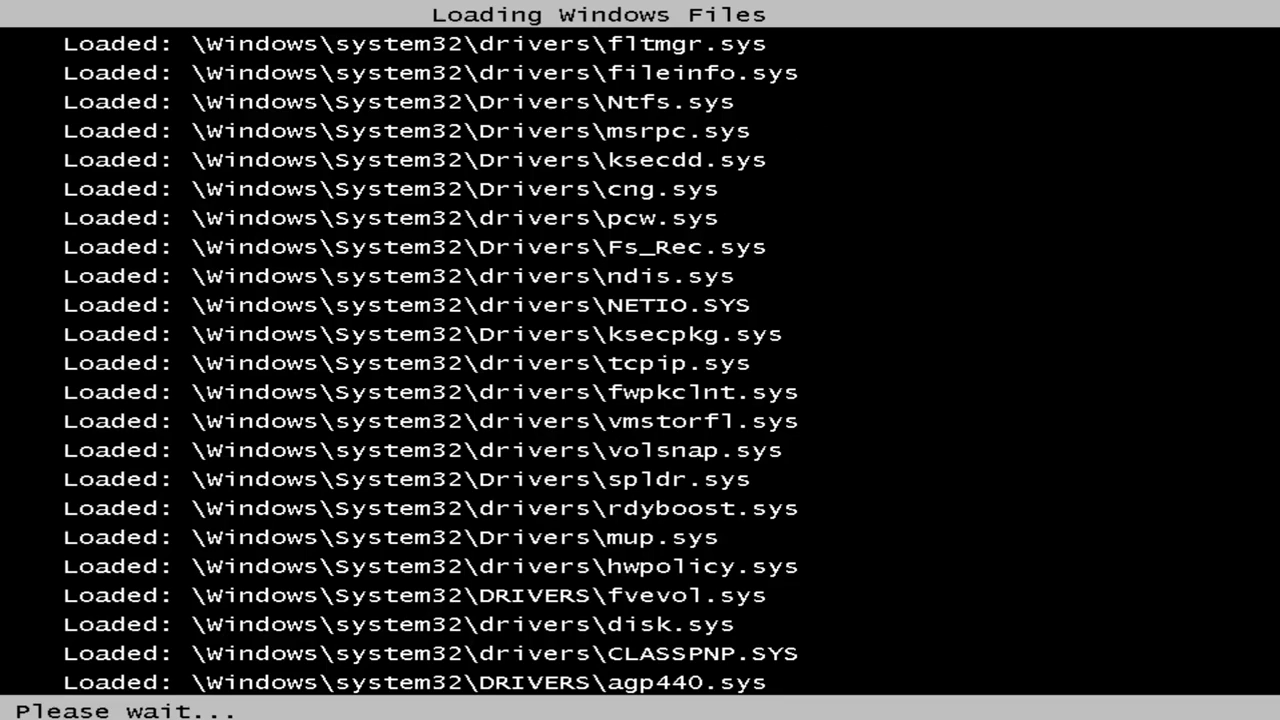 Loading Windows Files
Loaded: \Windows\system32\drivers\fltmgr.sys
Loaded: \Windows\system32\drivers\fileinfo.sys
Loaded: \Windows\System32\Drivers\Ntfs.sys
Loaded: \Windows\System32\Drivers\msrpc.sys
Loaded: \Windows\System32\Drivers\ksecdd.sys
Loaded: \Windows\System32\Drivers\cng.sys
Loaded: \Windows\System32\drivers\pcw.sys
Loaded: \Windows\System32\Drivers\Fs_Rec.sys
Loaded: \Windows\system32\drivers\ndis.sys
Loaded: \Windows\system32\drivers\NETIO.SYS
Loaded: \Windows\System32\Drivers\ksecpkg.sys
Loaded: \Windows\System32\drivers\tcpip.sys
Loaded: \Windows\System32\drivers\fwpkclnt.sys
Loaded: \Windows\system32\drivers\vmstorfl.sys
Loaded: \Windows\system32\drivers\volsnap.sys
Loaded: \Windows\System32\Drivers\spldr.sys
Loaded: \Windows\System32\drivers\rdyboost.sys
Loaded: \Windows\System32\Drivers\mup.sys
Loaded: \Windows\System32\drivers\hwpolicy.sys
Loaded: \Windows\System32\DRIVERS\fvevol.sys
Loaded: \Windows\system32\drivers\disk.sys
Loaded: \Windows\system32\drivers\CLASSPNP.SYS
Loaded: \Windows\system32\DRIVERS\agp440.sys
Please wait...